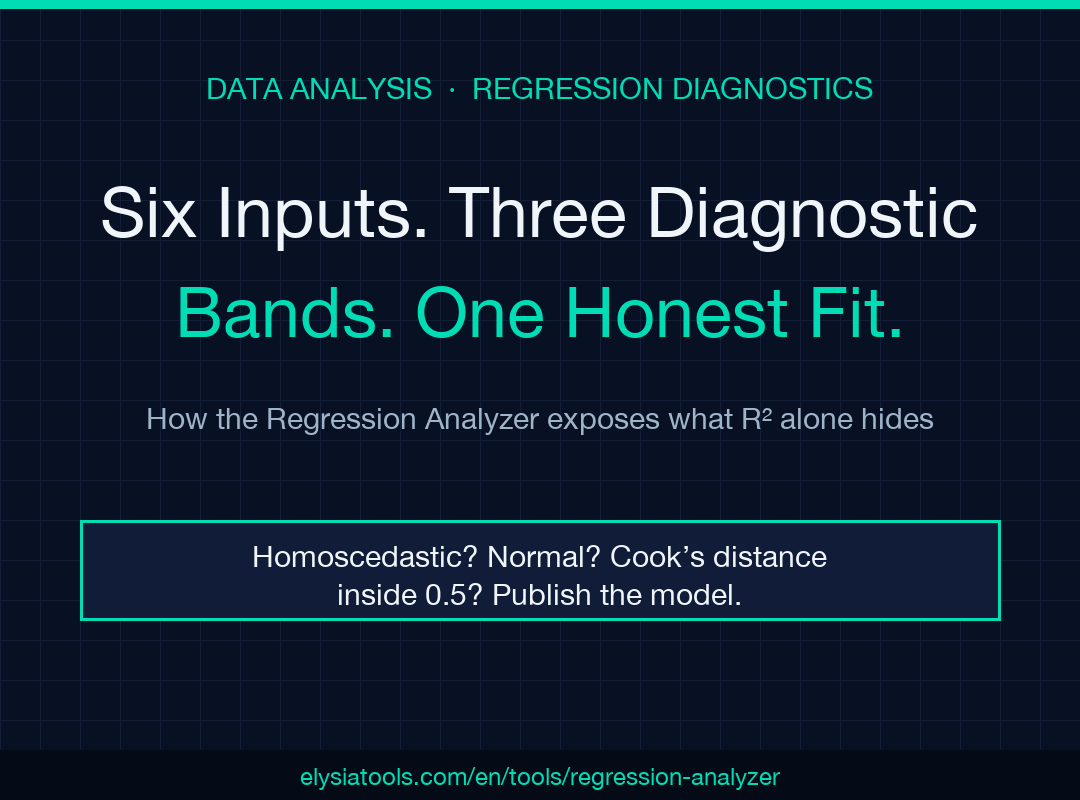 DATA ANALYSIS · REGRESSION DIAGNOSTICS
Six Inputs. Three Diagnostic
Bands. One Honest Fit.
How the Regression Analyzer exposes what R² alone hides
Homoscedastic? Normal? Cook’s distance
inside 0.5? Publish the model.
elysiatools.com/en/tools/regression-analyzer